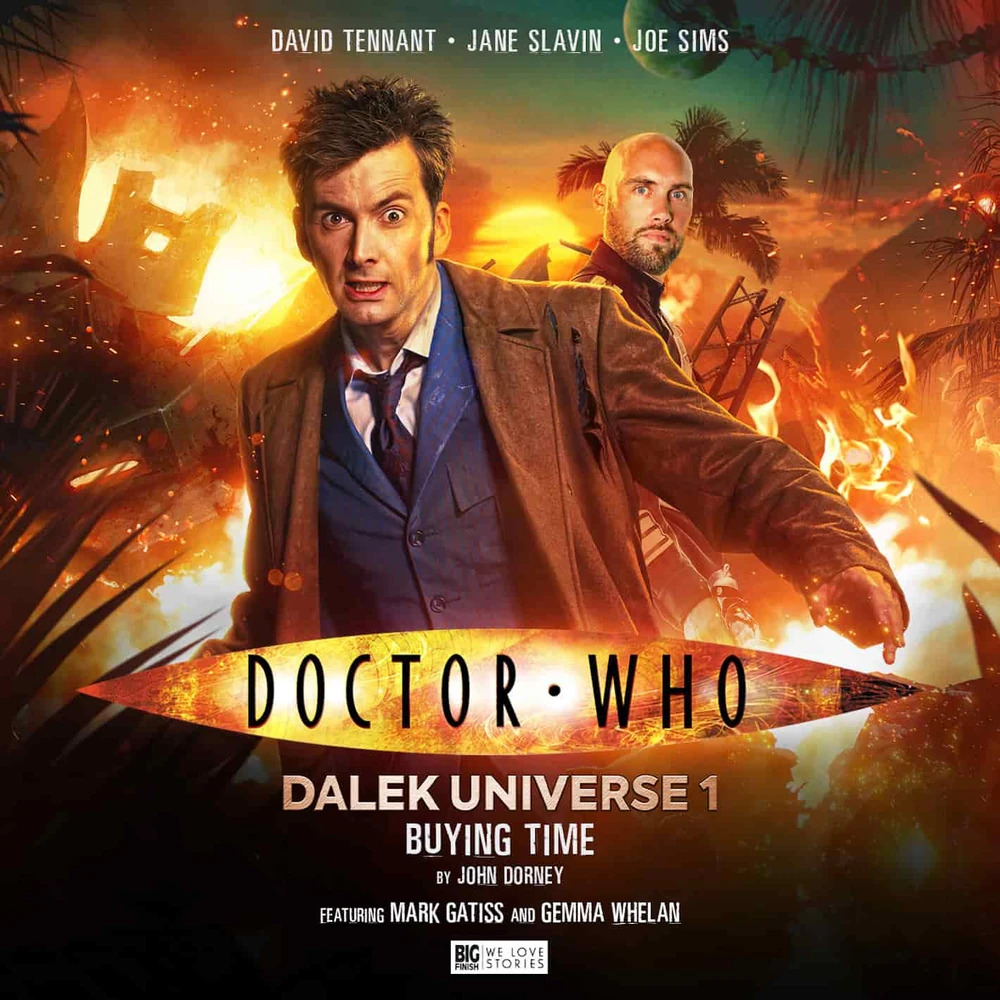 DAVID TENNANT • JANE SLAVIN • JOE SIMS
DOCTOR • WHO
DALEK UNIVERSE 1
BUYING TIME
BY JOHN DORNEY
FEATURING MARK GATISS AND GEMMA WHELAN
BIG FINISH
WE LOVE STORIES